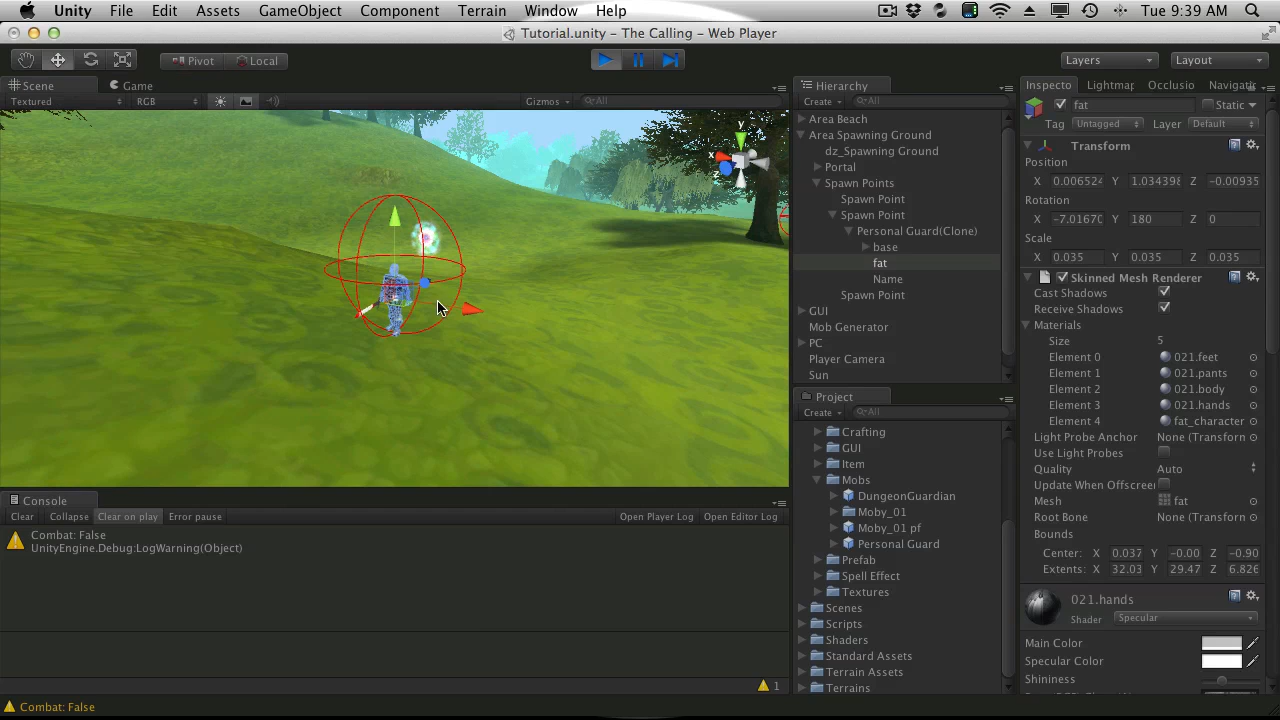 Unity File Edit Assets GameObject Component Terrain Window Help Tue 9:39 AM
Tutorial.unity - The Calling - Web Player
Pivot Local Layers Layout
Scene Game
Textured RGB Gizmos All
y
x
z
Console
Clear Collapse Clear on play Error pause Open Player Log Open Editor Log
Combat: False
UnityEngine.Debug:LogWarning(Object)
1
Combat: False
Hierarchy
Create All
Area Beach
Area Spawning Ground
dz_Spawning Ground
Portal
Spawn Points
Spawn Point
Spawn Point
Personal Guard(Clone)
base
fat
Name
Spawn Point
GUI
Mob Generator
PC
Player Camera
Sun
Project
Create All
Crafting
GUI
Item
Mobs
DungeonGuardian
Moby_01
Moby_01 pf
Personal Guard
Prefab
Spell Effect
Textures
Scenes
Scripts
Shaders
Standard Assets
Terrain Assets
Terrains
Inspecto Lightmap Occlusio Navigati
fat Static
Tag Untagged Layer Default
Transform
Position
X 0.006524 Y 1.034398 Z -0.00935
Rotation
X -7.01670 Y 180 Z 0
Scale
X 0.035 Y 0.035 Z 0.035
Skinned Mesh Renderer
Cast Shadows
Receive Shadows
Materials
Size 5
Element 0 021.feet
Element 1 021.pants
Element 2 021.body
Element 3 021.hands
Element 4 fat_character
Light Probe Anchor None (Transform
Use Light Probes
Quality Auto
Update When Offscreen
Mesh fat
Root Bone None (Transform
Bounds
Center: X 0.037 Y -0.00 Z -0.90
Extents: X 32.03 Y 29.47 Z 6.826
021.hands
Shader Specular
Main Color
Specular Color
Shininess